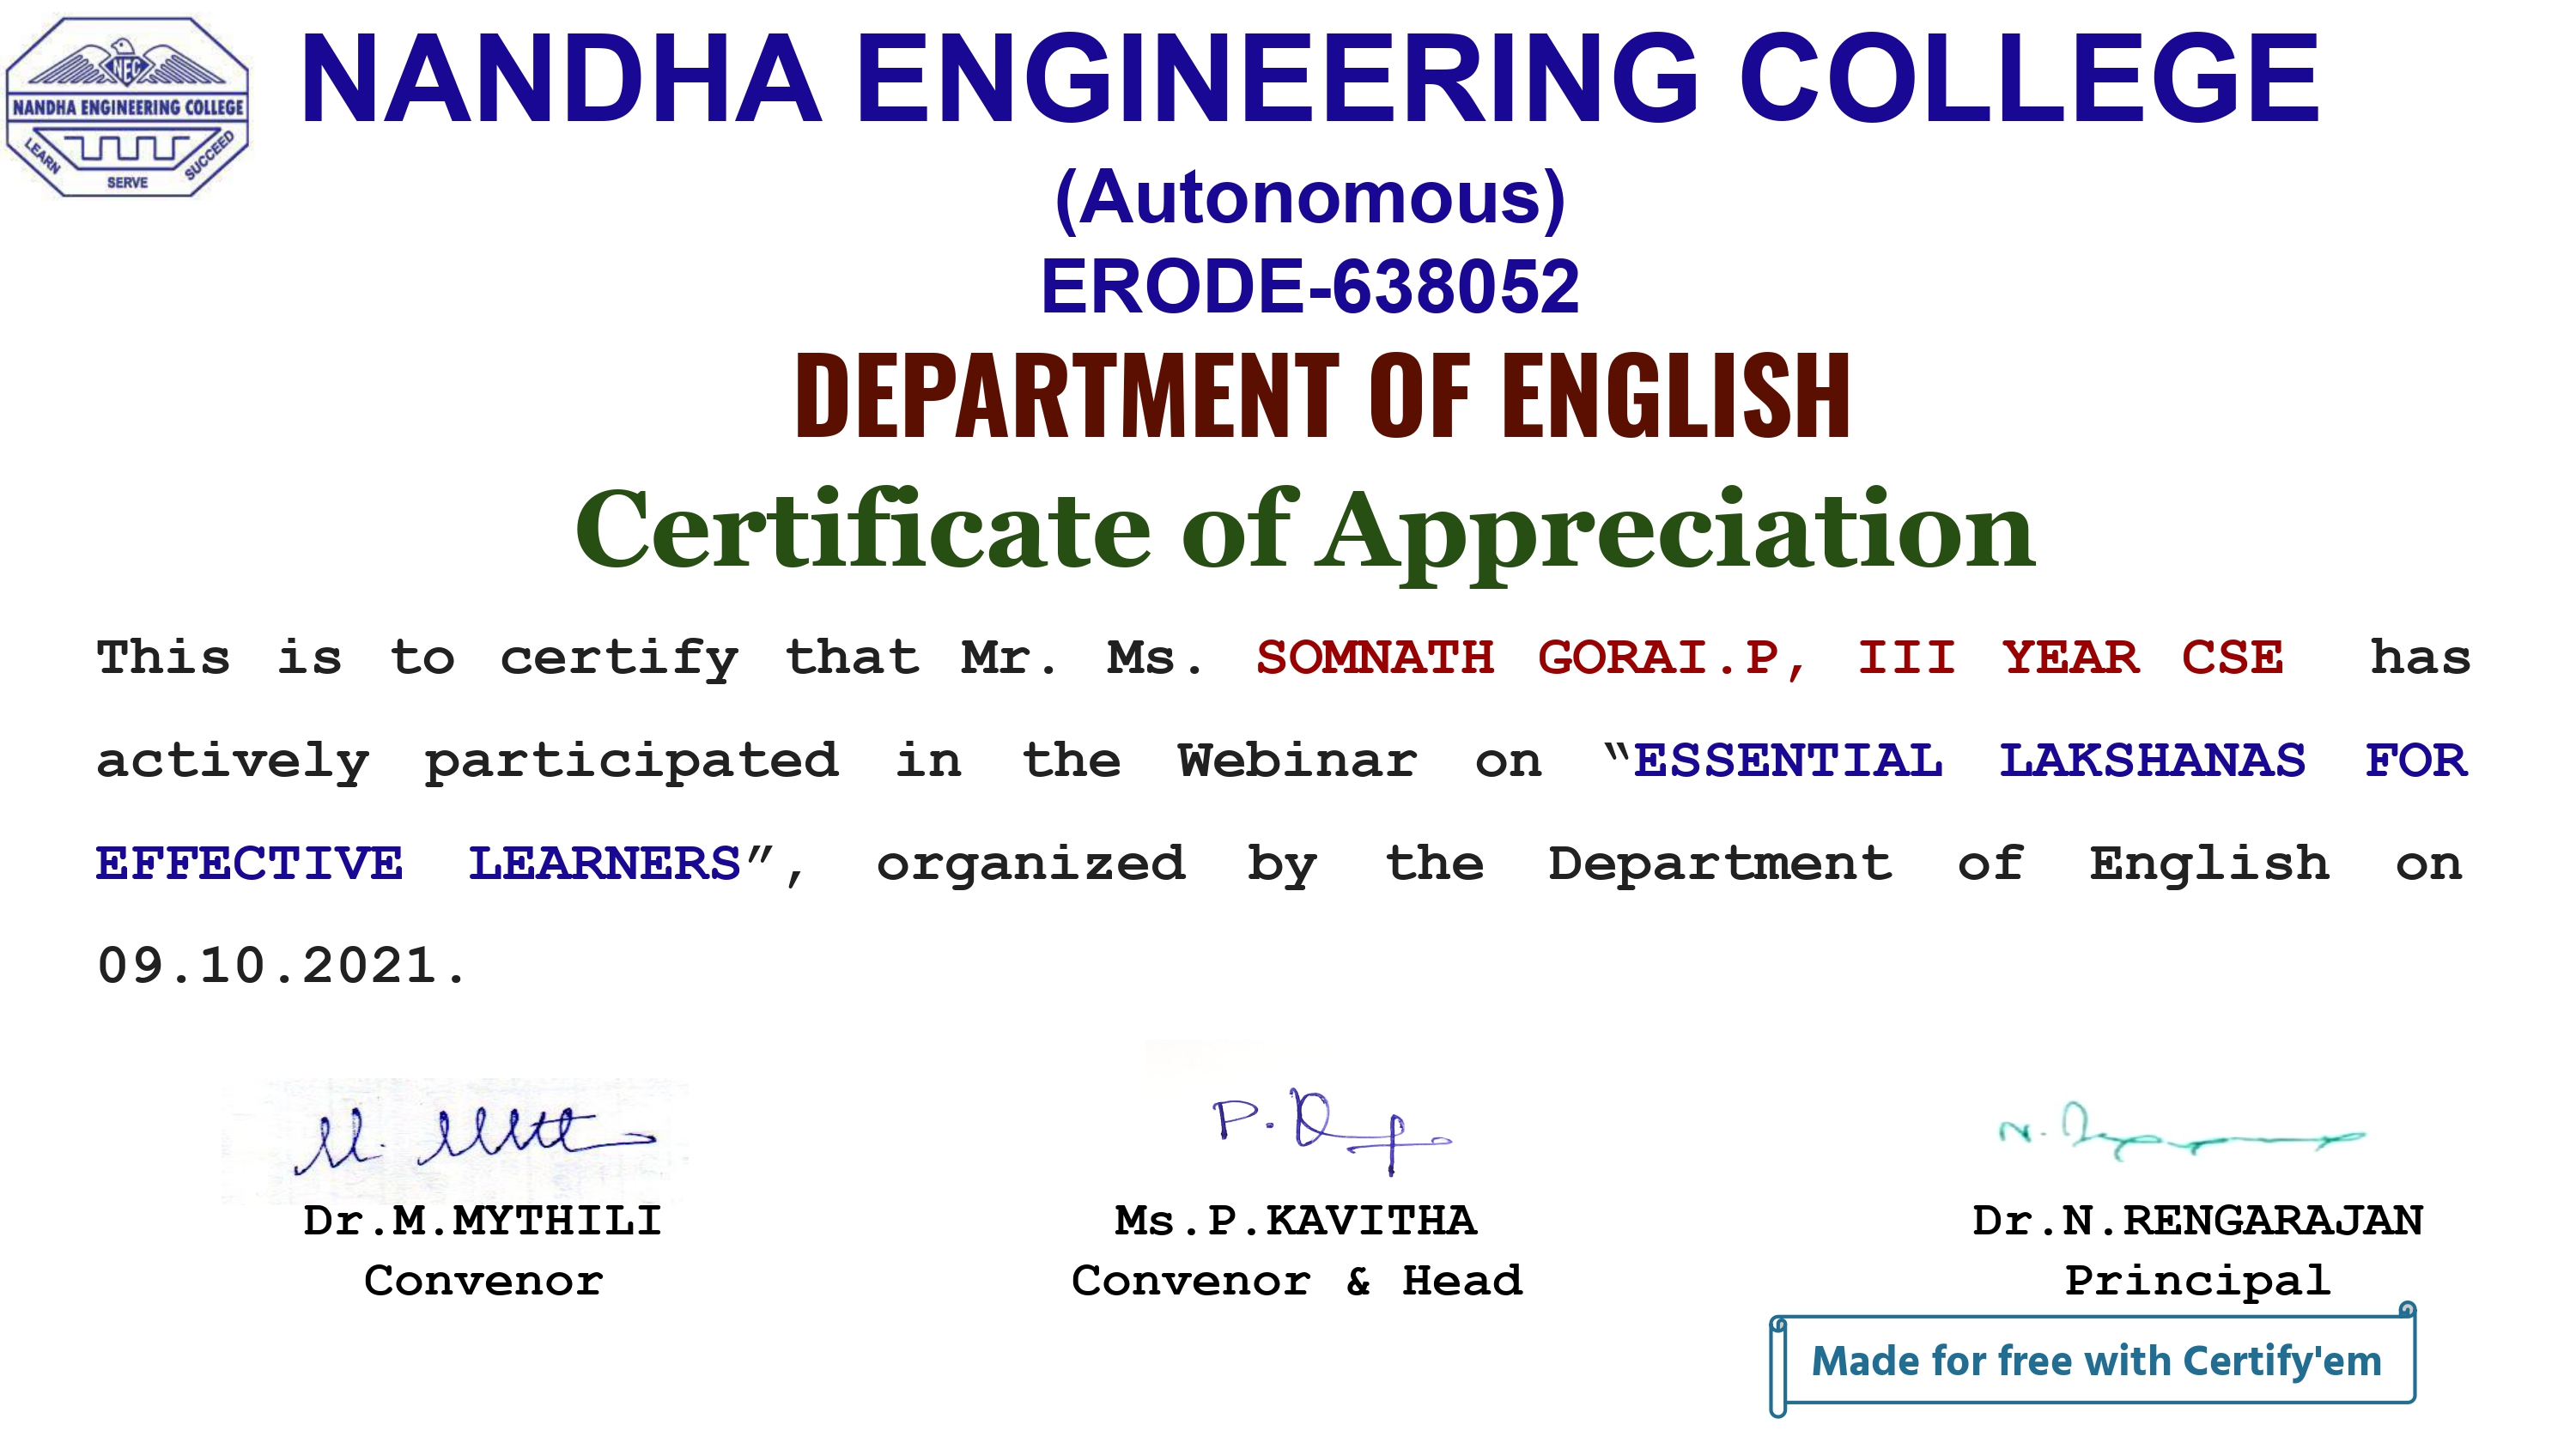 NEC
NANDHA ENGINEERING COLLEGE
LEARN
SERVE
SUCCEED
NANDHA ENGINEERING COLLEGE
(Autonomous)
ERODE-638052
DEPARTMENT OF ENGLISH
Certificate of Appreciation
This is to certify that Mr. Ms. SOMNATH GORAI.P, III YEAR CSE has
actively participated in the Webinar on “ESSENTIAL LAKSHANAS FOR
EFFECTIVE LEARNERS”, organized by the Department of English on
09.10.2021.
Dr.M.MYTHILI
Convenor
Ms.P.KAVITHA
Convenor & Head
Dr.N.RENGARAJAN
Principal
Made for free with Certify'em